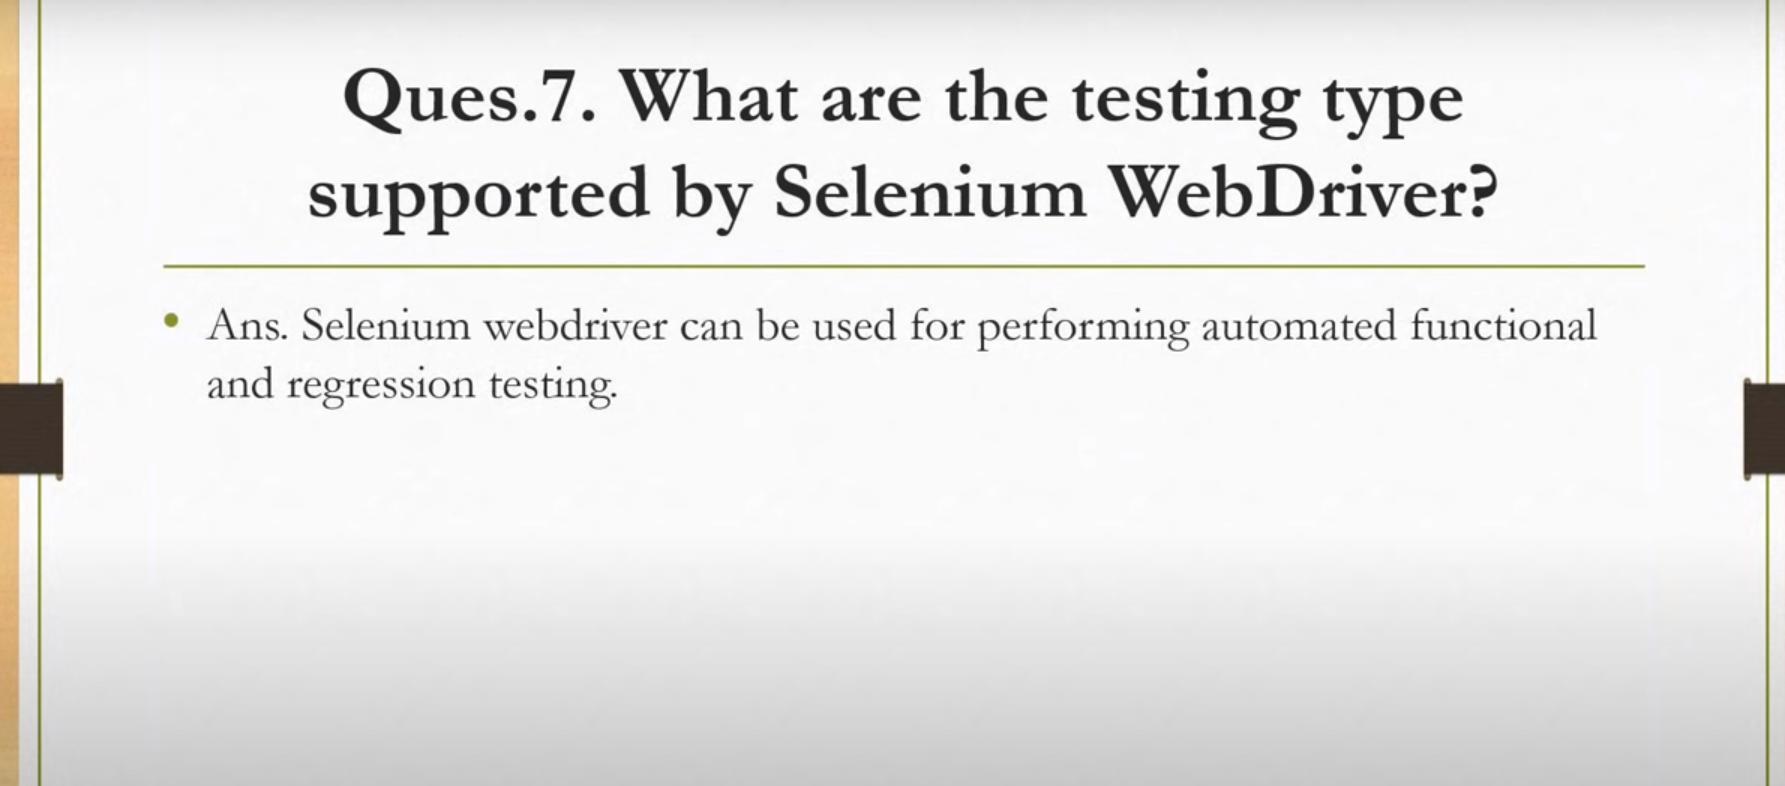 Ques.7. What are the testing type
supported by Selenium WebDriver?
• Ans. Selenium webdriver can be used for performing automated functional
and regression testing.